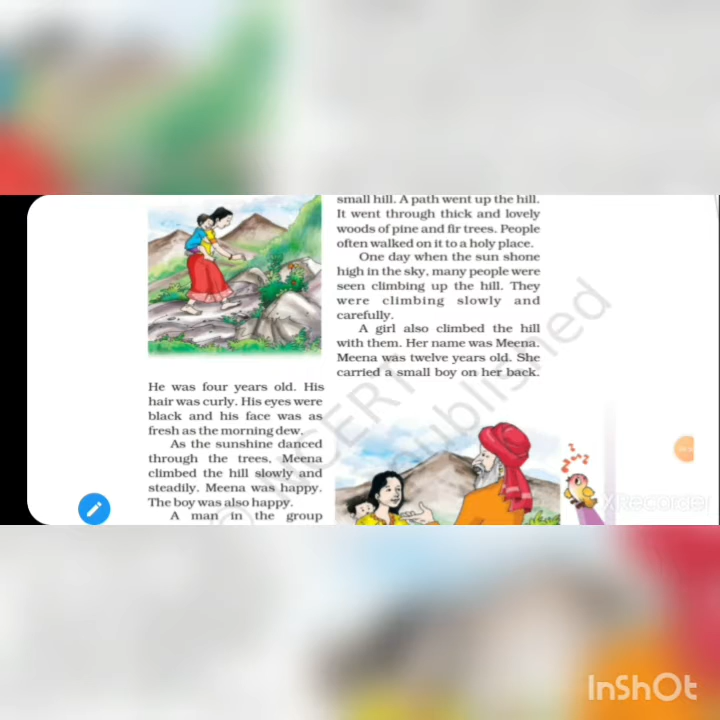 small hill. A path went up the hill.
It went through thick and lovely
woods of pine and fir trees. People
often walked on it to a holy place.
One day when the sun shone
high in the sky, many people were
seen climbing up the hill. They
were climbing slowly and
carefully.
A girl also climbed the hill
with them. Her name was Meena.
Meena was twelve years old. She
carried a small boy on her back.
He was four years old. His
hair was curly. His eyes were
black and his face was as
fresh as the morning dew.
As the sunshine danced
through the trees, Meena
climbed the hill slowly and
steadily. Meena was happy.
The boy was also happy.
A man in the group
© NCERT
republished
XRecorder
InShOt